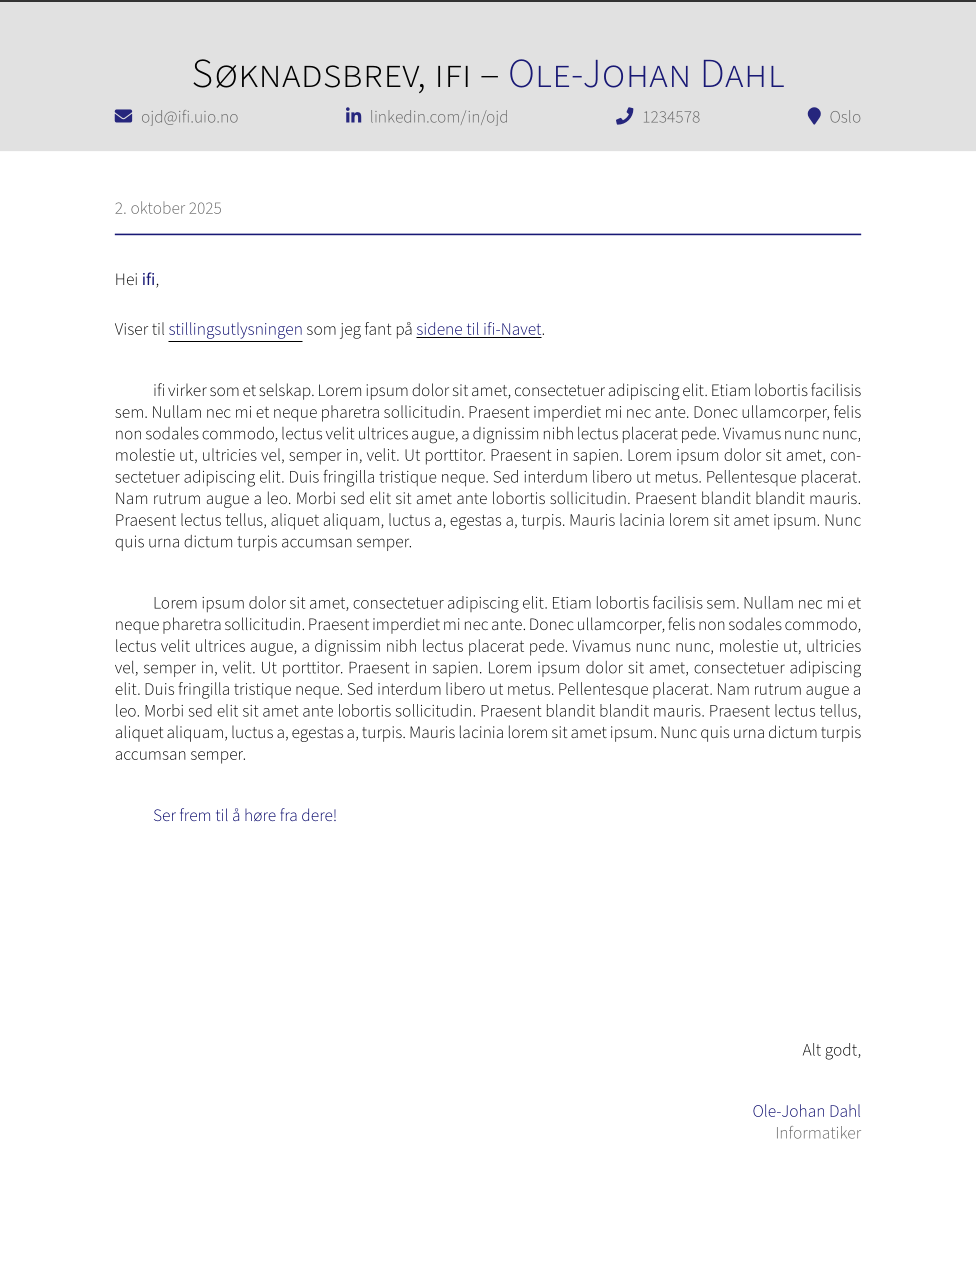 Søknadsbrev, ifi – Ole-Johan Dahl
ojd@ifi.uio.no linkedin.com/in/ojd 1234578 Oslo
2. oktober 2025
Hei ifi,
Viser til stillingsutlysningen som jeg fant på sidene til ifi-Navet.
ifi virker som et selskap. Lorem ipsum dolor sit amet, consectetuer adipiscing elit. Etiam lobortis facilisis
sem. Nullam nec mi et neque pharetra sollicitudin. Praesent imperdiet mi nec ante. Donec ullamcorper, felis
non sodales commodo, lectus velit ultrices augue, a dignissim nibh lectus placerat pede. Vivamus nunc nunc,
molestie ut, ultricies vel, semper in, velit. Ut porttitor. Praesent in sapien. Lorem ipsum dolor sit amet, con-
sectetuer adipiscing elit. Duis fringilla tristique neque. Sed interdum libero ut metus. Pellentesque placerat.
Nam rutrum augue a leo. Morbi sed elit sit amet ante lobortis sollicitudin. Praesent blandit blandit mauris.
Praesent lectus tellus, aliquet aliquam, luctus a, egestas a, turpis. Mauris lacinia lorem sit amet ipsum. Nunc
quis urna dictum turpis accumsan semper.
Lorem ipsum dolor sit amet, consectetuer adipiscing elit. Etiam lobortis facilisis sem. Nullam nec mi et
neque pharetra sollicitudin. Praesent imperdiet mi nec ante. Donec ullamcorper, felis non sodales commodo,
lectus velit ultrices augue, a dignissim nibh lectus placerat pede. Vivamus nunc nunc, molestie ut, ultricies
vel, semper in, velit. Ut porttitor. Praesent in sapien. Lorem ipsum dolor sit amet, consectetuer adipiscing
elit. Duis fringilla tristique neque. Sed interdum libero ut metus. Pellentesque placerat. Nam rutrum augue a
leo. Morbi sed elit sit amet ante lobortis sollicitudin. Praesent blandit blandit mauris. Praesent lectus tellus,
aliquet aliquam, luctus a, egestas a, turpis. Mauris lacinia lorem sit amet ipsum. Nunc quis urna dictum turpis
accumsan semper.
Ser frem til å høre fra dere!
Alt godt,
Ole-Johan Dahl
Informatiker